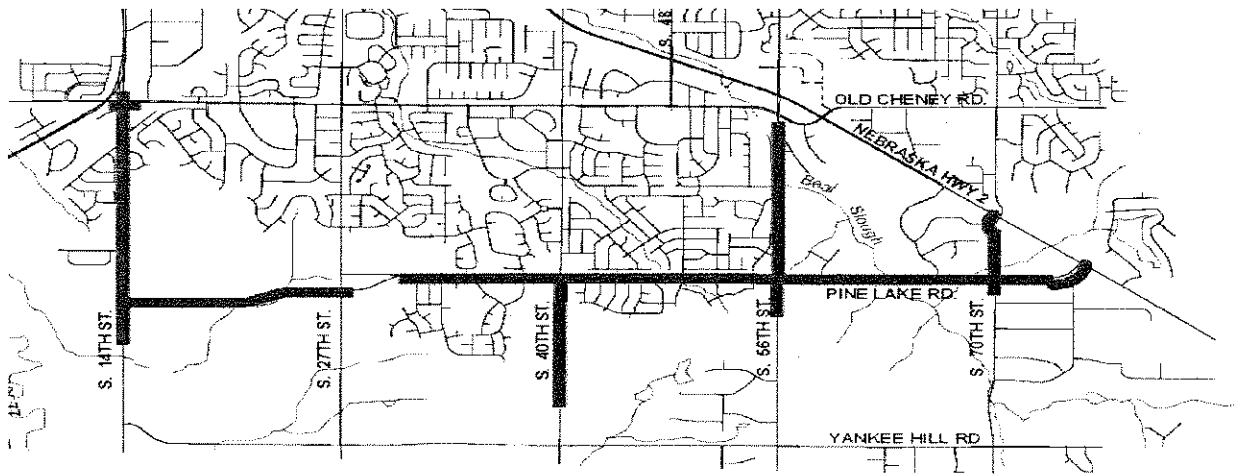 S. 48
OLD CHENEY RD.
NEBRASKA HWY 2
Beal
Slough
PINE LAKE RD.
S. 14TH ST.
S. 27TH ST.
S. 40TH ST.
S. 56TH ST.
S. 70TH ST.
YANKEE HILL RD